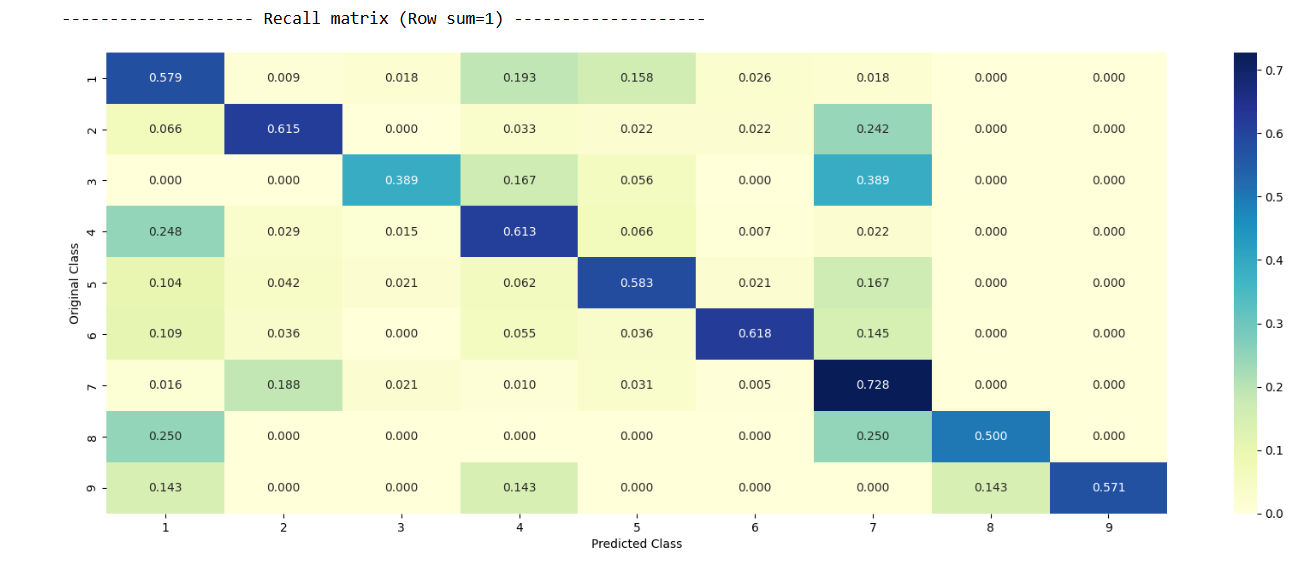 -------------------- Recall matrix (Row sum=1) --------------------
1 0.579 0.009 0.018 0.193 0.158 0.026 0.018 0.000 0.000
2 0.066 0.615 0.000 0.033 0.022 0.022 0.242 0.000 0.000
3 0.000 0.000 0.389 0.167 0.056 0.000 0.389 0.000 0.000
4 0.248 0.029 0.015 0.613 0.066 0.007 0.022 0.000 0.000
5 0.104 0.042 0.021 0.062 0.583 0.021 0.167 0.000 0.000
6 0.109 0.036 0.000 0.055 0.036 0.618 0.145 0.000 0.000
7 0.016 0.188 0.021 0.010 0.031 0.005 0.728 0.000 0.000
8 0.250 0.000 0.000 0.000 0.000 0.000 0.250 0.500 0.000
9 0.143 0.000 0.000 0.143 0.000 0.000 0.000 0.143 0.571
1 2 3 4 5 6 7 8 9
Predicted Class
Original Class
0.7
0.6
0.5
0.4
0.3
0.2
0.1
0.0